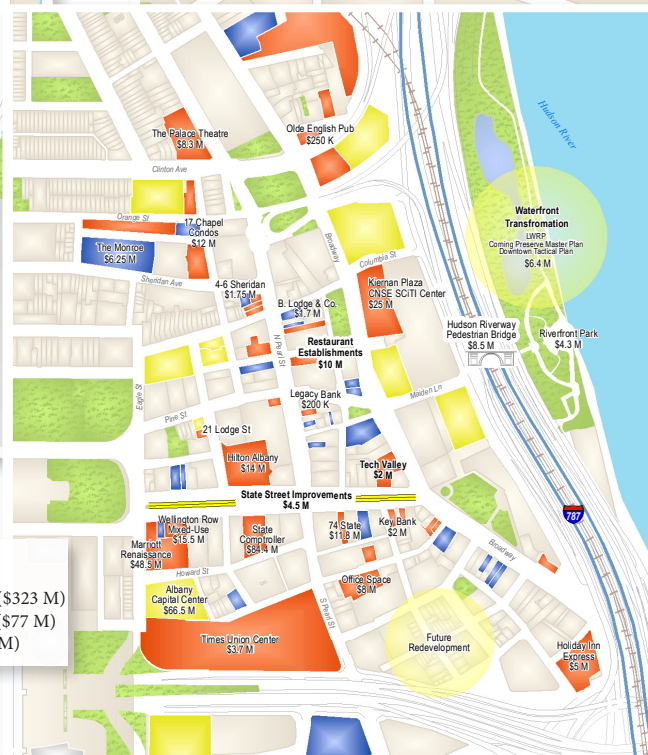 Hudson River
The Palace Theatre
$8.3 M
Olde English Pub
$250 K
Clinton Ave
Waterfront
Transfromation
LWRP
Corning Preserve Master Plan
Downtown Tactical Plan
$6.4 M
Orange St
17 Chapel
Condos
$12 M
Broadway
The Monroe
$6.25 M
Columbia St
Sheridan Ave
Kiernan Plaza
CNSE SCiTI Center
$25 M
4-6 Sheridan
$1.75 M
B. Lodge & Co.
$1.7 M
Hudson Riverway
Pedestrian Bridge
$8.5 M
Riverfront Park
$4.3 M
N Pearl St
Restaurant
Establishments
$10 M
Eagle St
Maiden Ln
Legacy Bank
$200 K
Pine St
21 Lodge St
Hilton Albany
$14 M
Tech Valley
$2 M
State Street Improvements
$4.5 M
787
Wellington Row
Mixed-Use
$15.5 M
State
Comptroller
$84.4 M
74 State
$11.8 M
Key Bank
$2 M
Broadway
Marriott
Renaissance
$48.5 M
Howard St
Office Space
$8 M
Albany
Capital Center
$66.5 M
S Pearl St
($323 M)
($77 M)
M)
Times Union Center
$3.7 M
Future
Redevelopment
Holiday Inn
Express
$5 M